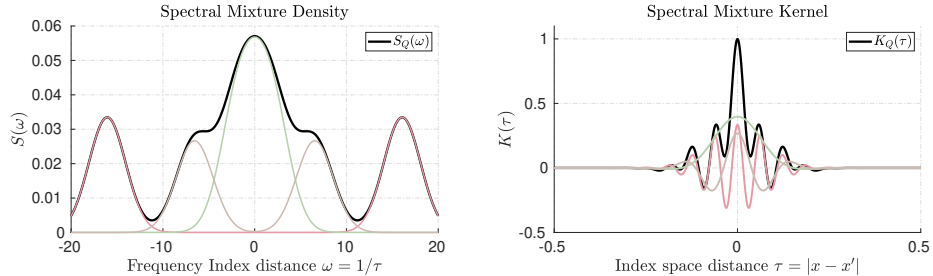 Spectral Mixture Density
0.06
0.05
0.04
0.03
0.02
0.01
0
S(ω)
S_Q(ω)
-20 -10 0 10 20
Frequency Index distance ω = 1/τ
Spectral Mixture Kernel
1
0.5
0
-0.5
K(τ)
K_Q(τ)
-0.5 0 0.5
Index space distance τ = |x − x′|